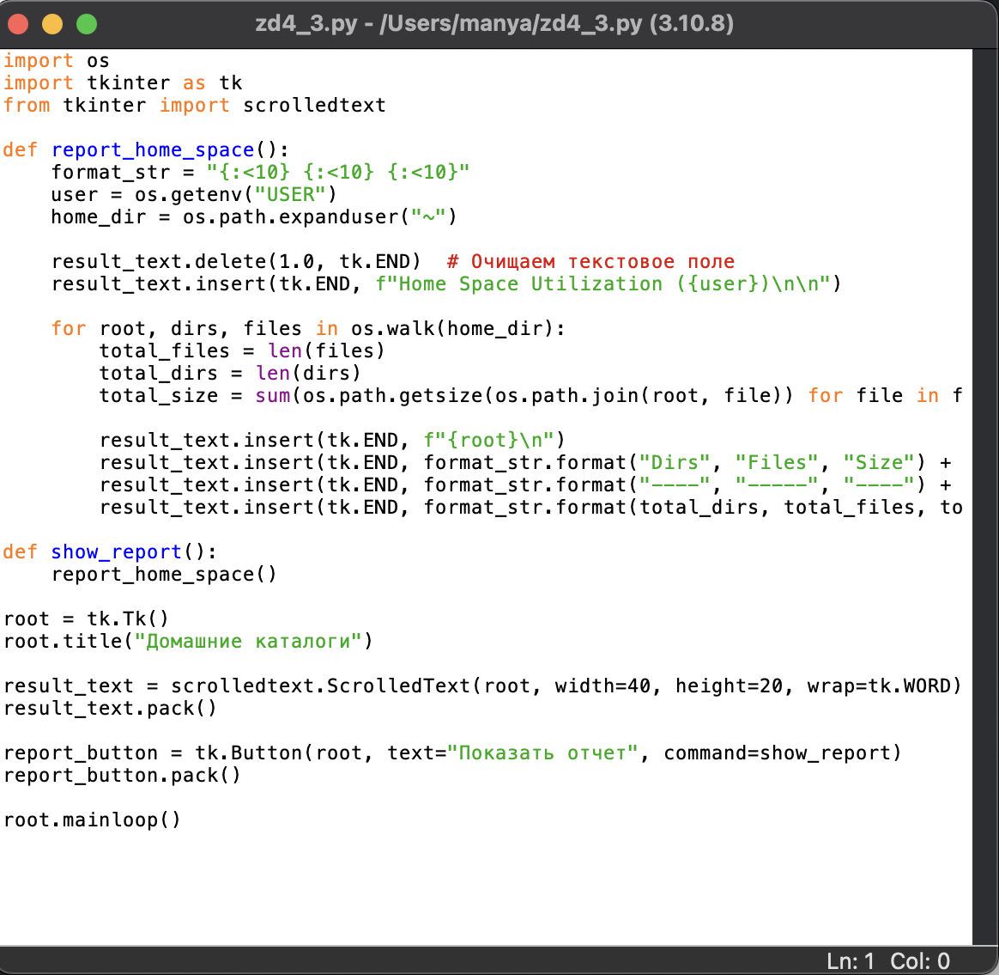 zd4_3.py - /Users/manya/zd4_3.py (3.10.8)
import os
import tkinter as tk
from tkinter import scrolledtext

def report_home_space():
    format_str = "{:<10} {:<10} {:<10}"
    user = os.getenv("USER")
    home_dir = os.path.expanduser("~")

    result_text.delete(1.0, tk.END)  # Очищаем текстовое поле
    result_text.insert(tk.END, f"Home Space Utilization ({user})\n\n")

    for root, dirs, files in os.walk(home_dir):
        total_files = len(files)
        total_dirs = len(dirs)
        total_size = sum(os.path.getsize(os.path.join(root, file)) for file in f

        result_text.insert(tk.END, f"{root}\n")
        result_text.insert(tk.END, format_str.format("Dirs", "Files", "Size") +
        result_text.insert(tk.END, format_str.format("----", "-----", "----") +
        result_text.insert(tk.END, format_str.format(total_dirs, total_files, to

def show_report():
    report_home_space()

root = tk.Tk()
root.title("Домашние каталоги")

result_text = scrolledtext.ScrolledText(root, width=40, height=20, wrap=tk.WORD)
result_text.pack()

report_button = tk.Button(root, text="Показать отчет", command=show_report)
report_button.pack()

root.mainloop()
Ln: 1 Col: 0